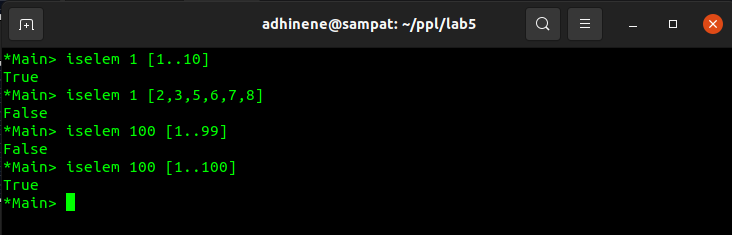 adhinene@sampat: ~/ppl/lab5
*Main> iselem 1 [1..10]
True
*Main> iselem 1 [2,3,5,6,7,8]
False
*Main> iselem 100 [1..99]
False
*Main> iselem 100 [1..100]
True
*Main>